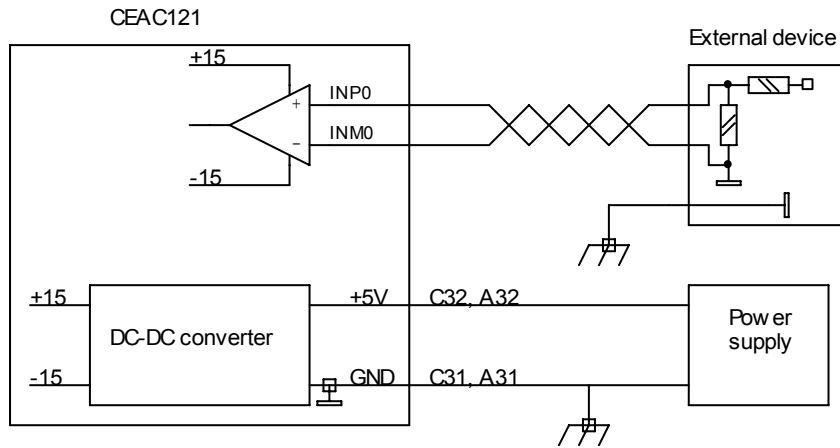 CEAC121
External device
+15
+
INP0
−
INM0
-15
+15
+5V
C32, A32
DC-DC converter
Power supply
-15
GND
C31, A31